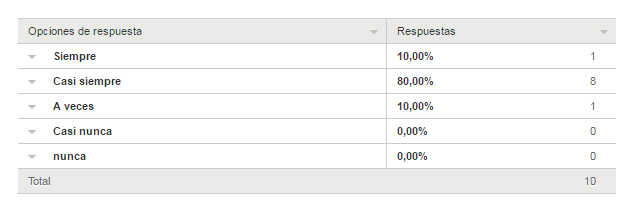 Opciones de respuesta Respuestas
Siempre 10,00% 1
Casi siempre 80,00% 8
A veces 10,00% 1
Casi nunca 0,00% 0
nunca 0,00% 0
Total 10